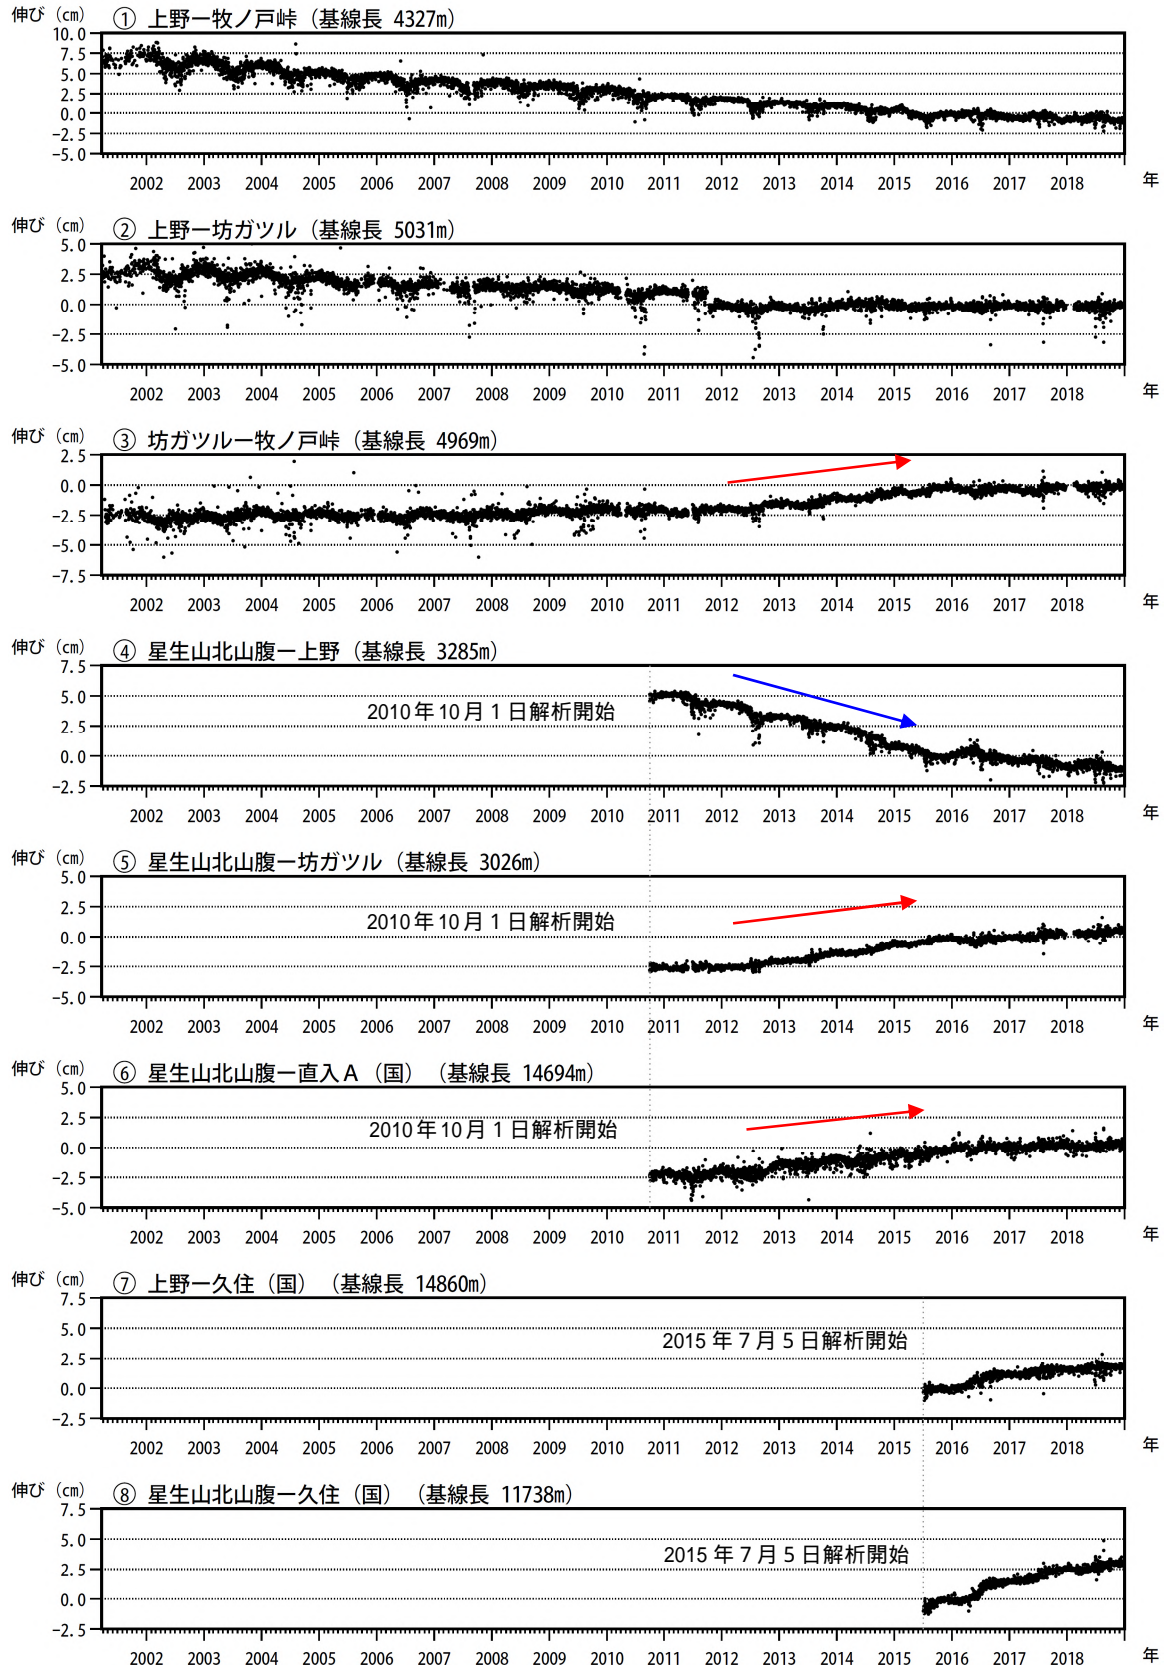 伸び（㎝） ① 上野ー牧ノ戸峠（基線長 4327m）
10.0
7.5
5.0
2.5
0.0
−2.5
−5.0
2002 2003 2004 2005 2006 2007 2008 2009 2010 2011 2012 2013 2014 2015 2016 2017 2018 年
伸び（㎝） ② 上野ー坊ガツル（基線長 5031m）
5.0
2.5
0.0
−2.5
−5.0
2002 2003 2004 2005 2006 2007 2008 2009 2010 2011 2012 2013 2014 2015 2016 2017 2018 年
伸び（㎝） ③ 坊ガツルー牧ノ戸峠（基線長 4969m）
2.5
0.0
−2.5
−5.0
−7.5
2002 2003 2004 2005 2006 2007 2008 2009 2010 2011 2012 2013 2014 2015 2016 2017 2018 年
伸び（㎝） ④ 星生山北山腹ー上野（基線長 3285m）
7.5
5.0
2010年10月1日解析開始
2.5
0.0
−2.5
2002 2003 2004 2005 2006 2007 2008 2009 2010 2011 2012 2013 2014 2015 2016 2017 2018 年
伸び（㎝） ⑤ 星生山北山腹ー坊ガツル（基線長 3026m）
5.0
2.5
2010年10月1日解析開始
0.0
−2.5
−5.0
2002 2003 2004 2005 2006 2007 2008 2009 2010 2011 2012 2013 2014 2015 2016 2017 2018 年
伸び（㎝） ⑥ 星生山北山腹ー直入Ａ（国）（基線長 14694m）
5.0
2.5
2010年10月1日解析開始
0.0
−2.5
−5.0
2002 2003 2004 2005 2006 2007 2008 2009 2010 2011 2012 2013 2014 2015 2016 2017 2018 年
伸び（㎝） ⑦ 上野ー久住（国）（基線長 14860m）
7.5
5.0
2015年7月5日解析開始
2.5
0.0
−2.5
2002 2003 2004 2005 2006 2007 2008 2009 2010 2011 2012 2013 2014 2015 2016 2017 2018 年
伸び（㎝） ⑧ 星生山北山腹ー久住（国）（基線長 11738m）
7.5
5.0
2015年7月5日解析開始
2.5
0.0
−2.5
2002 2003 2004 2005 2006 2007 2008 2009 2010 2011 2012 2013 2014 2015 2016 2017 2018 年